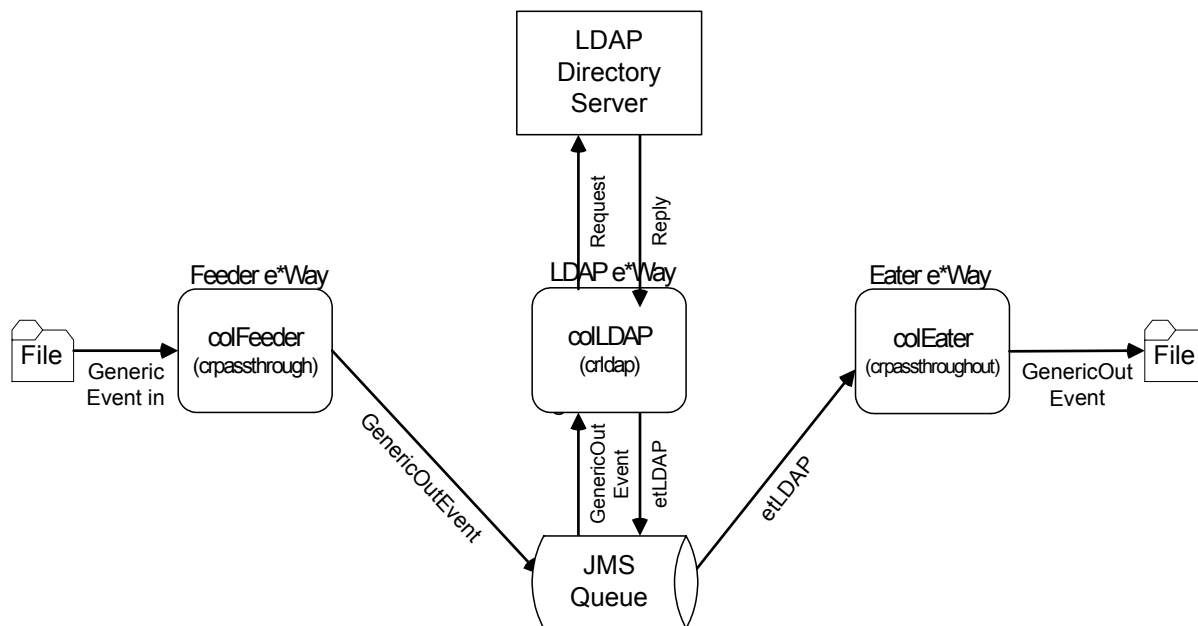 LDAP
Directory
Server
Request
Reply
Feeder e*Way
LDAP e*Way
Eater e*Way
File
Generic
Event in
colFeeder
(crpassthrough)
colLDAP
(crldap)
colEater
(crpassthroughout)
GenericOut
Event
File
GenericOutEvent
GenericOut
Event
etLDAP
etLDAP
JMS
Queue